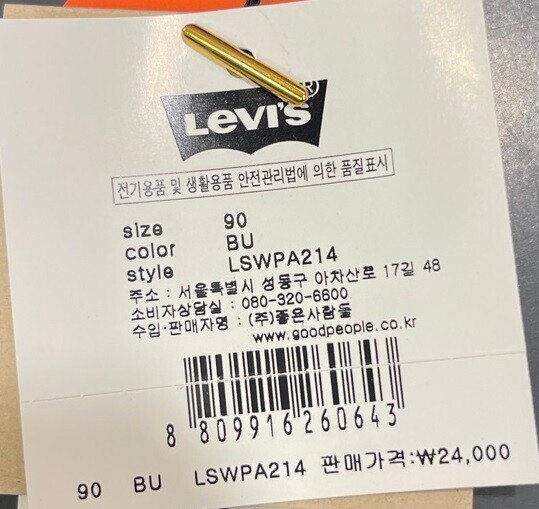 LEVI'S®
전기용품 및 생활용품 안전관리법에 의한 품질표시
size 90
color BU
style LSWPA214
주소 : 서울특별시 성동구 아차산로 17길 48
소비자상담실 : 080-320-6600
수입·판매자명 : (주)좋은사람들
www.goodpeople.co.kr
8 809916 260643
90 BU LSWPA214 판매가격:₩24,000